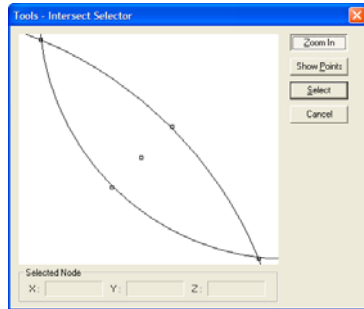 Tools - Intersect Selector
Zoom In
Show Points
Select
Cancel
Selected Node
X: Y: Z: